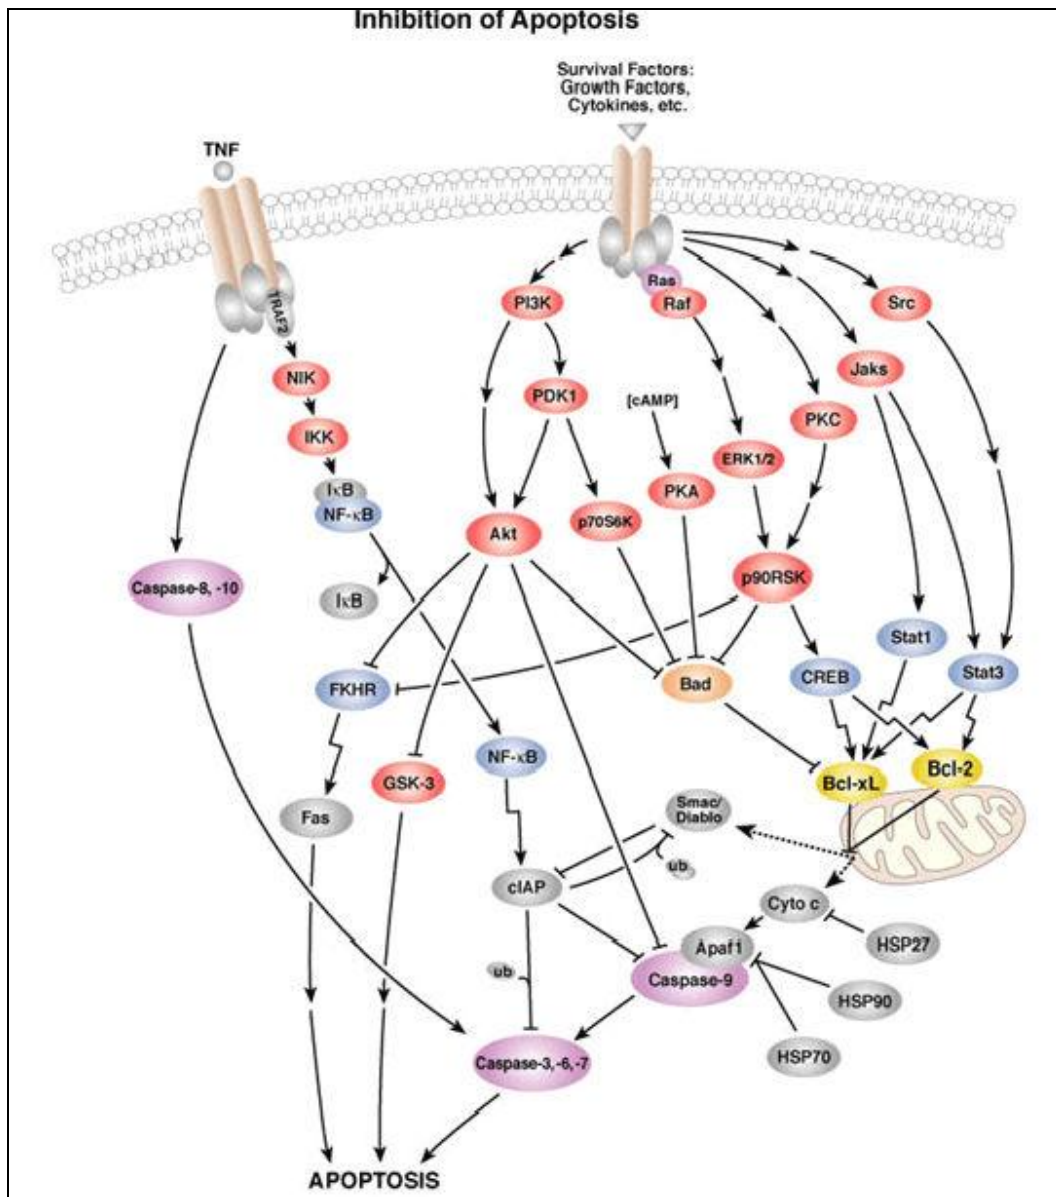 Inhibition of Apoptosis
Survival Factors:
Growth Factors,
Cytokines, etc.
TNF
TRAF2
Ras
Raf
PI3K
Src
NIK
Jaks
PDK1
[cAMP]
PKC
IKK
ERK1/2
IκB
NF-κB
PKA
p70S6K
Akt
p90RSK
Caspase-8, -10
IκB
Stat1
FKHR
Bad
CREB
Stat3
NF-κB
GSK-3
Bcl-xL
Bcl-2
Fas
Smac/
Diablo
ub
cIAP
Cyto c
Apaf1
HSP27
ub
Caspase-9
HSP90
HSP70
Caspase-3,-6,-7
APOPTOSIS